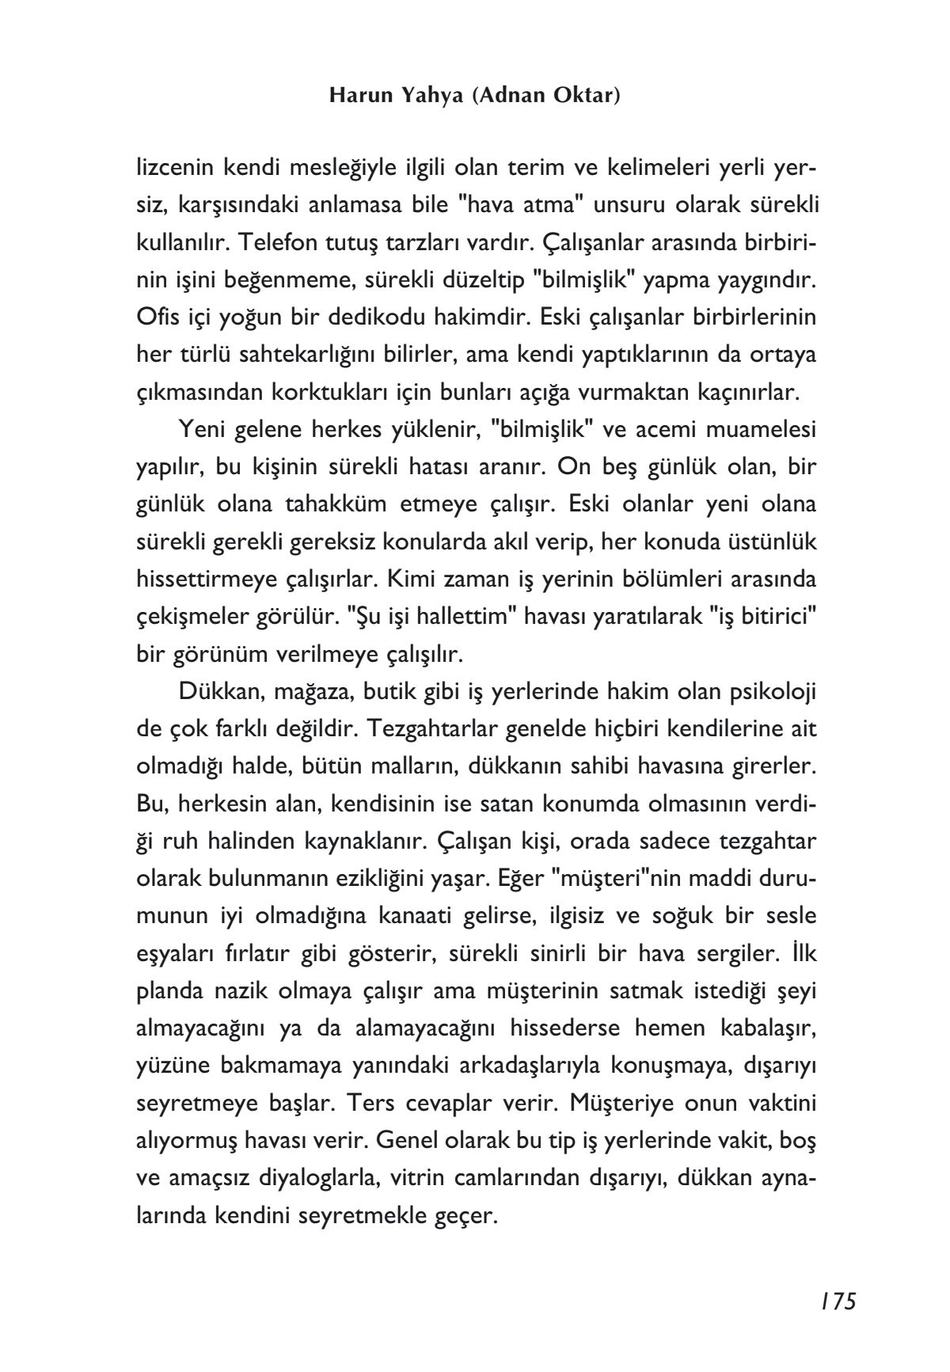 Harun Yahya (Adnan Oktar)
lizcenin kendi mesleğiyle ilgili olan terim ve kelimeleri yerli yer-
siz, karşısındaki anlamasa bile "hava atma" unsuru olarak sürekli
kullanılır. Telefon tutuş tarzları vardır. Çalışanlar arasında birbiri-
nin işini beğenmeme, sürekli düzeltip "bilmişlik" yapma yaygındır.
Ofis içi yoğun bir dedikodu hakimdir. Eski çalışanlar birbirlerinin
her türlü sahtekarlığını bilirler, ama kendi yaptıklarının da ortaya
çıkmasından korktukları için bunları açığa vurmaktan kaçınırlar.
Yeni gelene herkes yüklenir, "bilmişlik" ve acemi muamelesi
yapılır, bu kişinin sürekli hatası aranır. On beş günlük olan, bir
günlük olana tahakküm etmeye çalışır. Eski olanlar yeni olana
sürekli gerekli gereksiz konularda akıl verip, her konuda üstünlük
hissettirmeye çalışırlar. Kimi zaman iş yerinin bölümleri arasında
çekişmeler görülür. "Şu işi hallettim" havası yaratılarak "iş bitirici"
bir görünüm verilmeye çalışılır.
Dükkan, mağaza, butik gibi iş yerlerinde hakim olan psikoloji
de çok farklı değildir. Tezgahtarlar genelde hiçbiri kendilerine ait
olmadığı halde, bütün malların, dükkanın sahibi havasına girerler.
Bu, herkesin alan, kendisinin ise satan konumda olmasının verdi-
ği ruh halinden kaynaklanır. Çalışan kişi, orada sadece tezgahtar
olarak bulunmanın ezikliğini yaşar. Eğer "müşteri"nin maddi duru-
munun iyi olmadığına kanaati gelirse, ilgisiz ve soğuk bir sesle
eşyaları fırlatır gibi gösterir, sürekli sinirli bir hava sergiler. İlk
planda nazik olmaya çalışır ama müşterinin satmak istediği şeyi
almayacağını ya da alamayacağını hissederse hemen kabalaşır,
yüzüne bakmamaya yanındaki arkadaşlarıyla konuşmaya, dışarıyı
seyretmeye başlar. Ters cevaplar verir. Müşteriye onun vaktini
alıyormuş havası verir. Genel olarak bu tip iş yerlerinde vakit, boş
ve amaçsız diyaloglarla, vitrin camlarından dışarıyı, dükkan ayna-
larında kendini seyretmekle geçer.
175